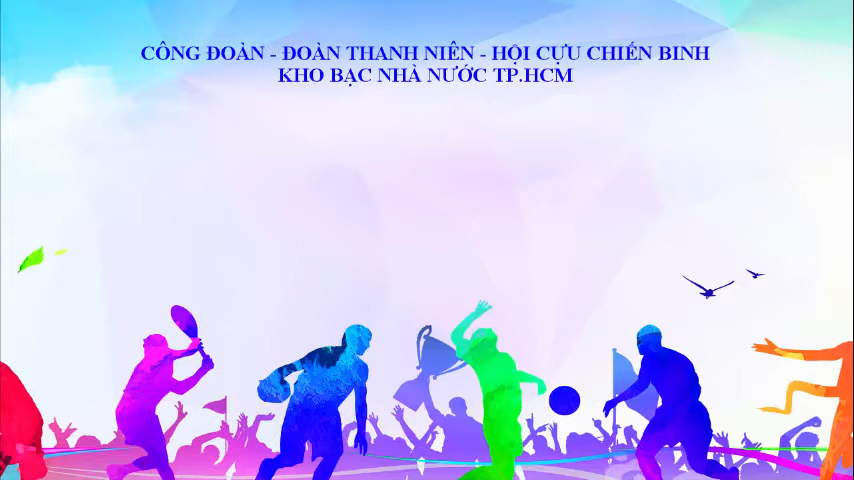 CÔNG ĐOÀN - ĐOÀN THANH NIÊN - HỘI CỰU CHIẾN BINH
KHO BẠC NHÀ NƯỚC TP.HCM